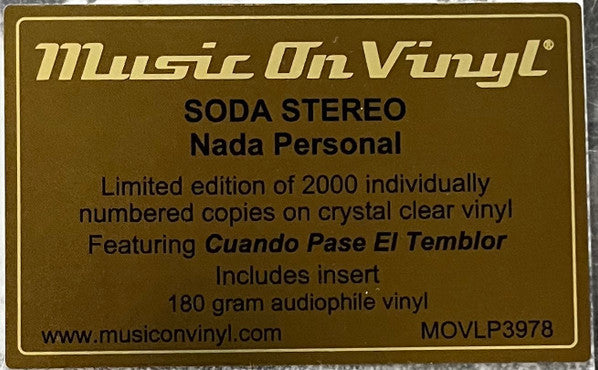 Music On Vinyl®
SODA STEREO
Nada Personal
Limited edition of 2000 individually
numbered copies on crystal clear vinyl
Featuring Cuando Pase El Temblor
Includes insert
180 gram audiophile vinyl
www.musiconvinyl.com MOVLP3978